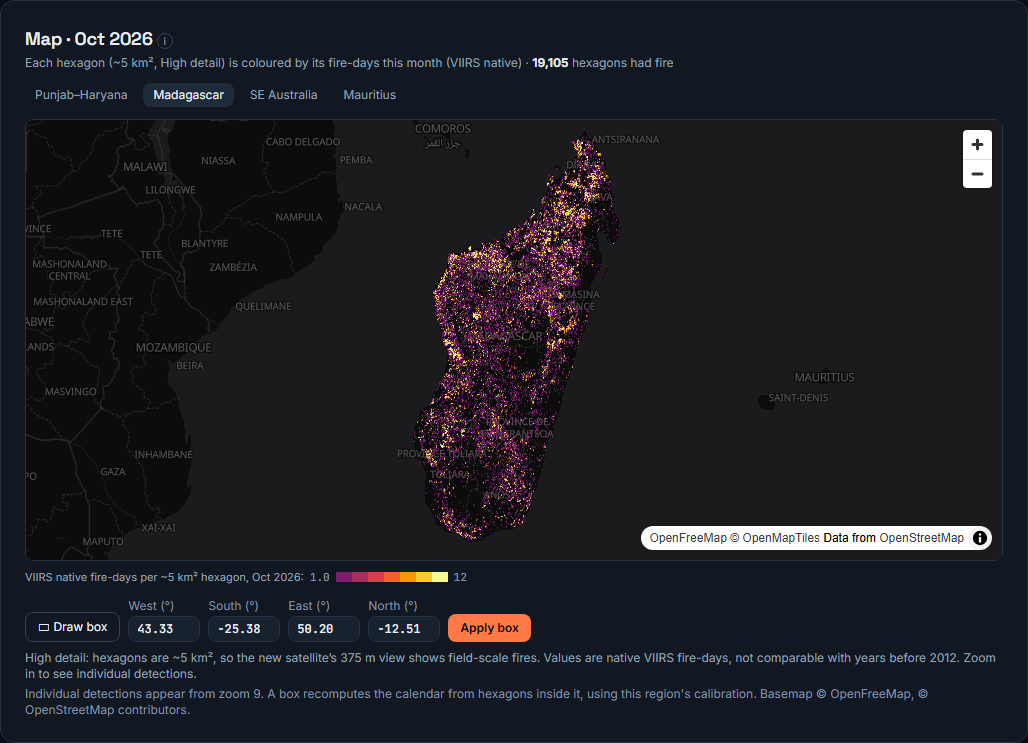 Map · Oct 2026
Each hexagon (~5 km², High detail) is coloured by its fire-days this month (VIIRS native) · 19,105 hexagons had fire
Punjab–Haryana
Madagascar
SE Australia
Mauritius
COMOROS
جزر القمر
ANTSIRANANA
CABO DELGADO
PEMBA
NIASSA
MALAWI
LILONGWE
NACALA
NAMPULA
VINCE
TETE
BLANTYRE
TETE
ZAMBÉZIA
MASHONALAND
CENTRAL
MASHONALAND EAST
QUELIMANE
ABWE
LANDS
MOZAMBIQUE
BEIRA
MASVINGO
MAURITIUS
SAINT-DENIS
INHAMBANE
GAZA
PO
TOLIARA
XAI-XAI
MAPUTO
+
−
OpenFreeMap © OpenMapTiles Data from OpenStreetMap
VIIRS native fire-days per ~5 km² hexagon, Oct 2026: 1.0 12
West (°) South (°) East (°) North (°)
Draw box 43.33 -25.38 50.20 -12.51 Apply box
High detail: hexagons are ~5 km², so the new satellite's 375 m view shows field-scale fires. Values are native VIIRS fire-days, not comparable with years before 2012. Zoom
in to see individual detections.
Individual detections appear from zoom 9. A box recomputes the calendar from hexagons inside it, using this region's calibration. Basemap © OpenFreeMap, ©
OpenStreetMap contributors.